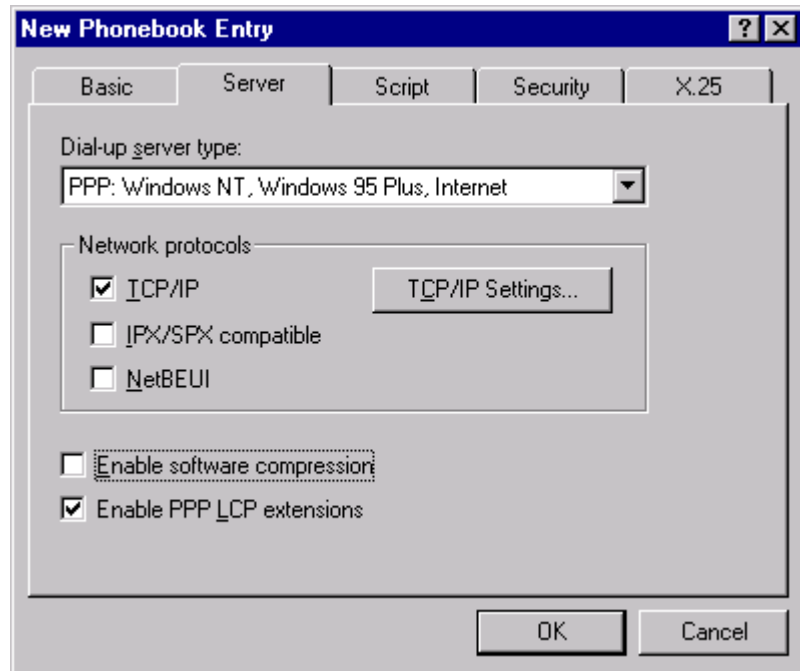 New Phonebook Entry
Basic Server Script Security X.25
Dial-up server type:
PPP: Windows NT, Windows 95 Plus, Internet
Network protocols
TCP/IP TCP/IP Settings...
IPX/SPX compatible
NetBEUI
Enable software compression
Enable PPP LCP extensions
OK Cancel